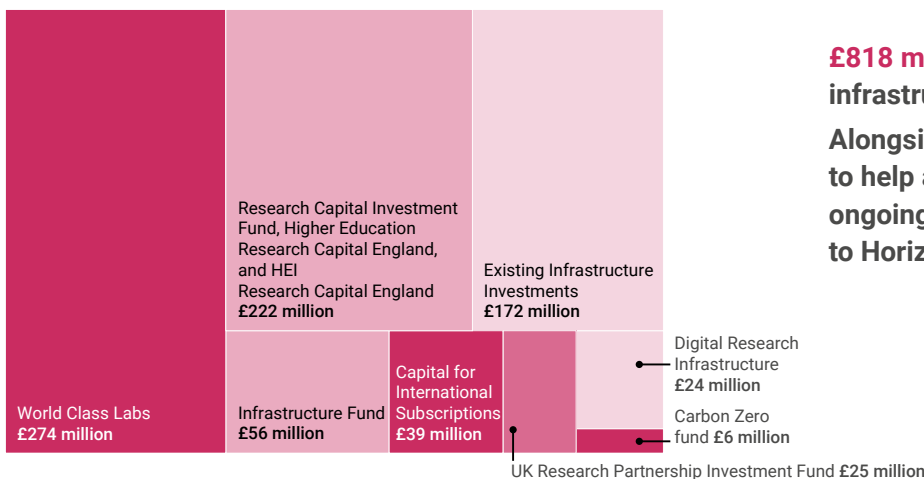 £818 m
infrastru
Alongsi
to help a
ongoing
to Horiz
Research Capital Investment
Fund, Higher Education
Research Capital England,
and HEI
Research Capital England
£222 million
Existing Infrastructure
Investments
£172 million
World Class Labs
£274 million
Infrastructure Fund
£56 million
Capital for
International
Subscriptions
£39 million
Digital Research
Infrastructure
£24 million
Carbon Zero
fund £6 million
UK Research Partnership Investment Fund £25 million